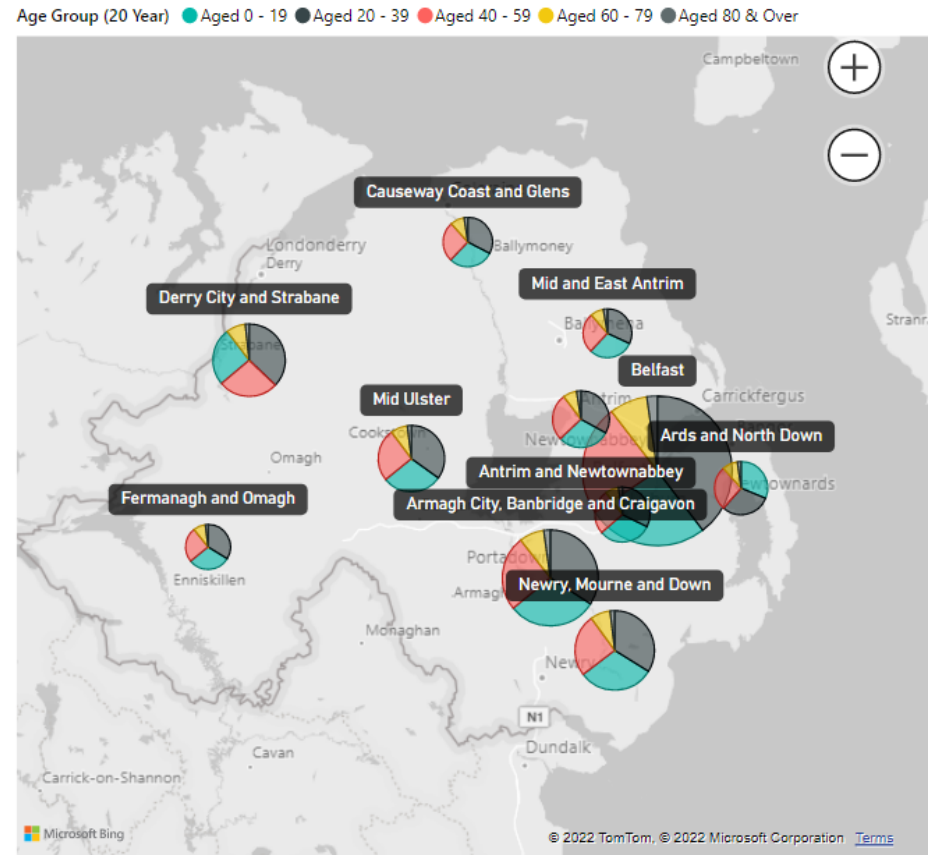 Age Group (20 Year) Aged 0 - 19 Aged 20 - 39 Aged 40 - 59 Aged 60 - 79 Aged 80 & Over
Campbeltown
Causeway Coast and Glens
Londonderry
Derry
Ballymoney
Mid and East Antrim
Derry City and Strabane
Ballymena
Stranr
Strabane
Belfast
Mid Ulster
Antrim
Carrickfergus
Cookstown
Newtownabbey
Ards and North Down
Omagh
Antrim and Newtownabbey
Newtownards
Fermanagh and Omagh
Armagh City, Banbridge and Craigavon
Portadown
Enniskillen
Armagh
Newry, Mourne and Down
Monaghan
Newry
N1
Cavan
Dundalk
Carrick-on-Shannon
Microsoft Bing
© 2022 TomTom, © 2022 Microsoft Corporation Terms